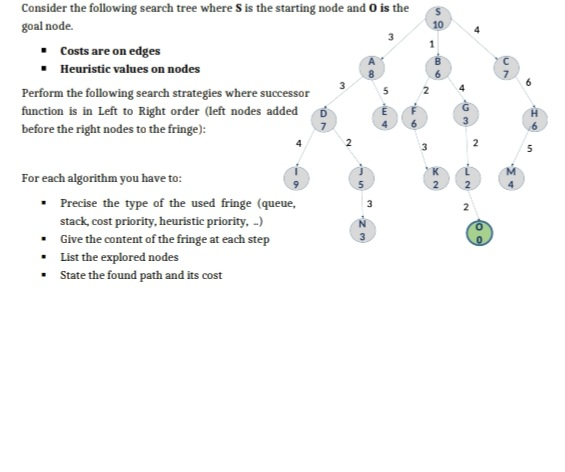 Consider the following search tree where S is the starting node and O is the
goal node.
▪ Costs are on edges
▪ Heuristic values on nodes
Perform the following search strategies where successor
function is in Left to Right order (left nodes added
before the right nodes to the fringe):
For each algorithm you have to:
▪ Precise the type of the used fringe (queue,
stack, cost priority, heuristic priority, ..)
▪ Give the content of the fringe at each step
▪ List the explored nodes
▪ State the found path and its cost
S
10
3
1
4
A
8
B
6
C
7
3
5
2
4
6
D
7
E
4
F
6
G
3
H
6
4
2
3
2
5
I
9
J
5
K
2
L
2
M
4
3
2
N
3
O
0